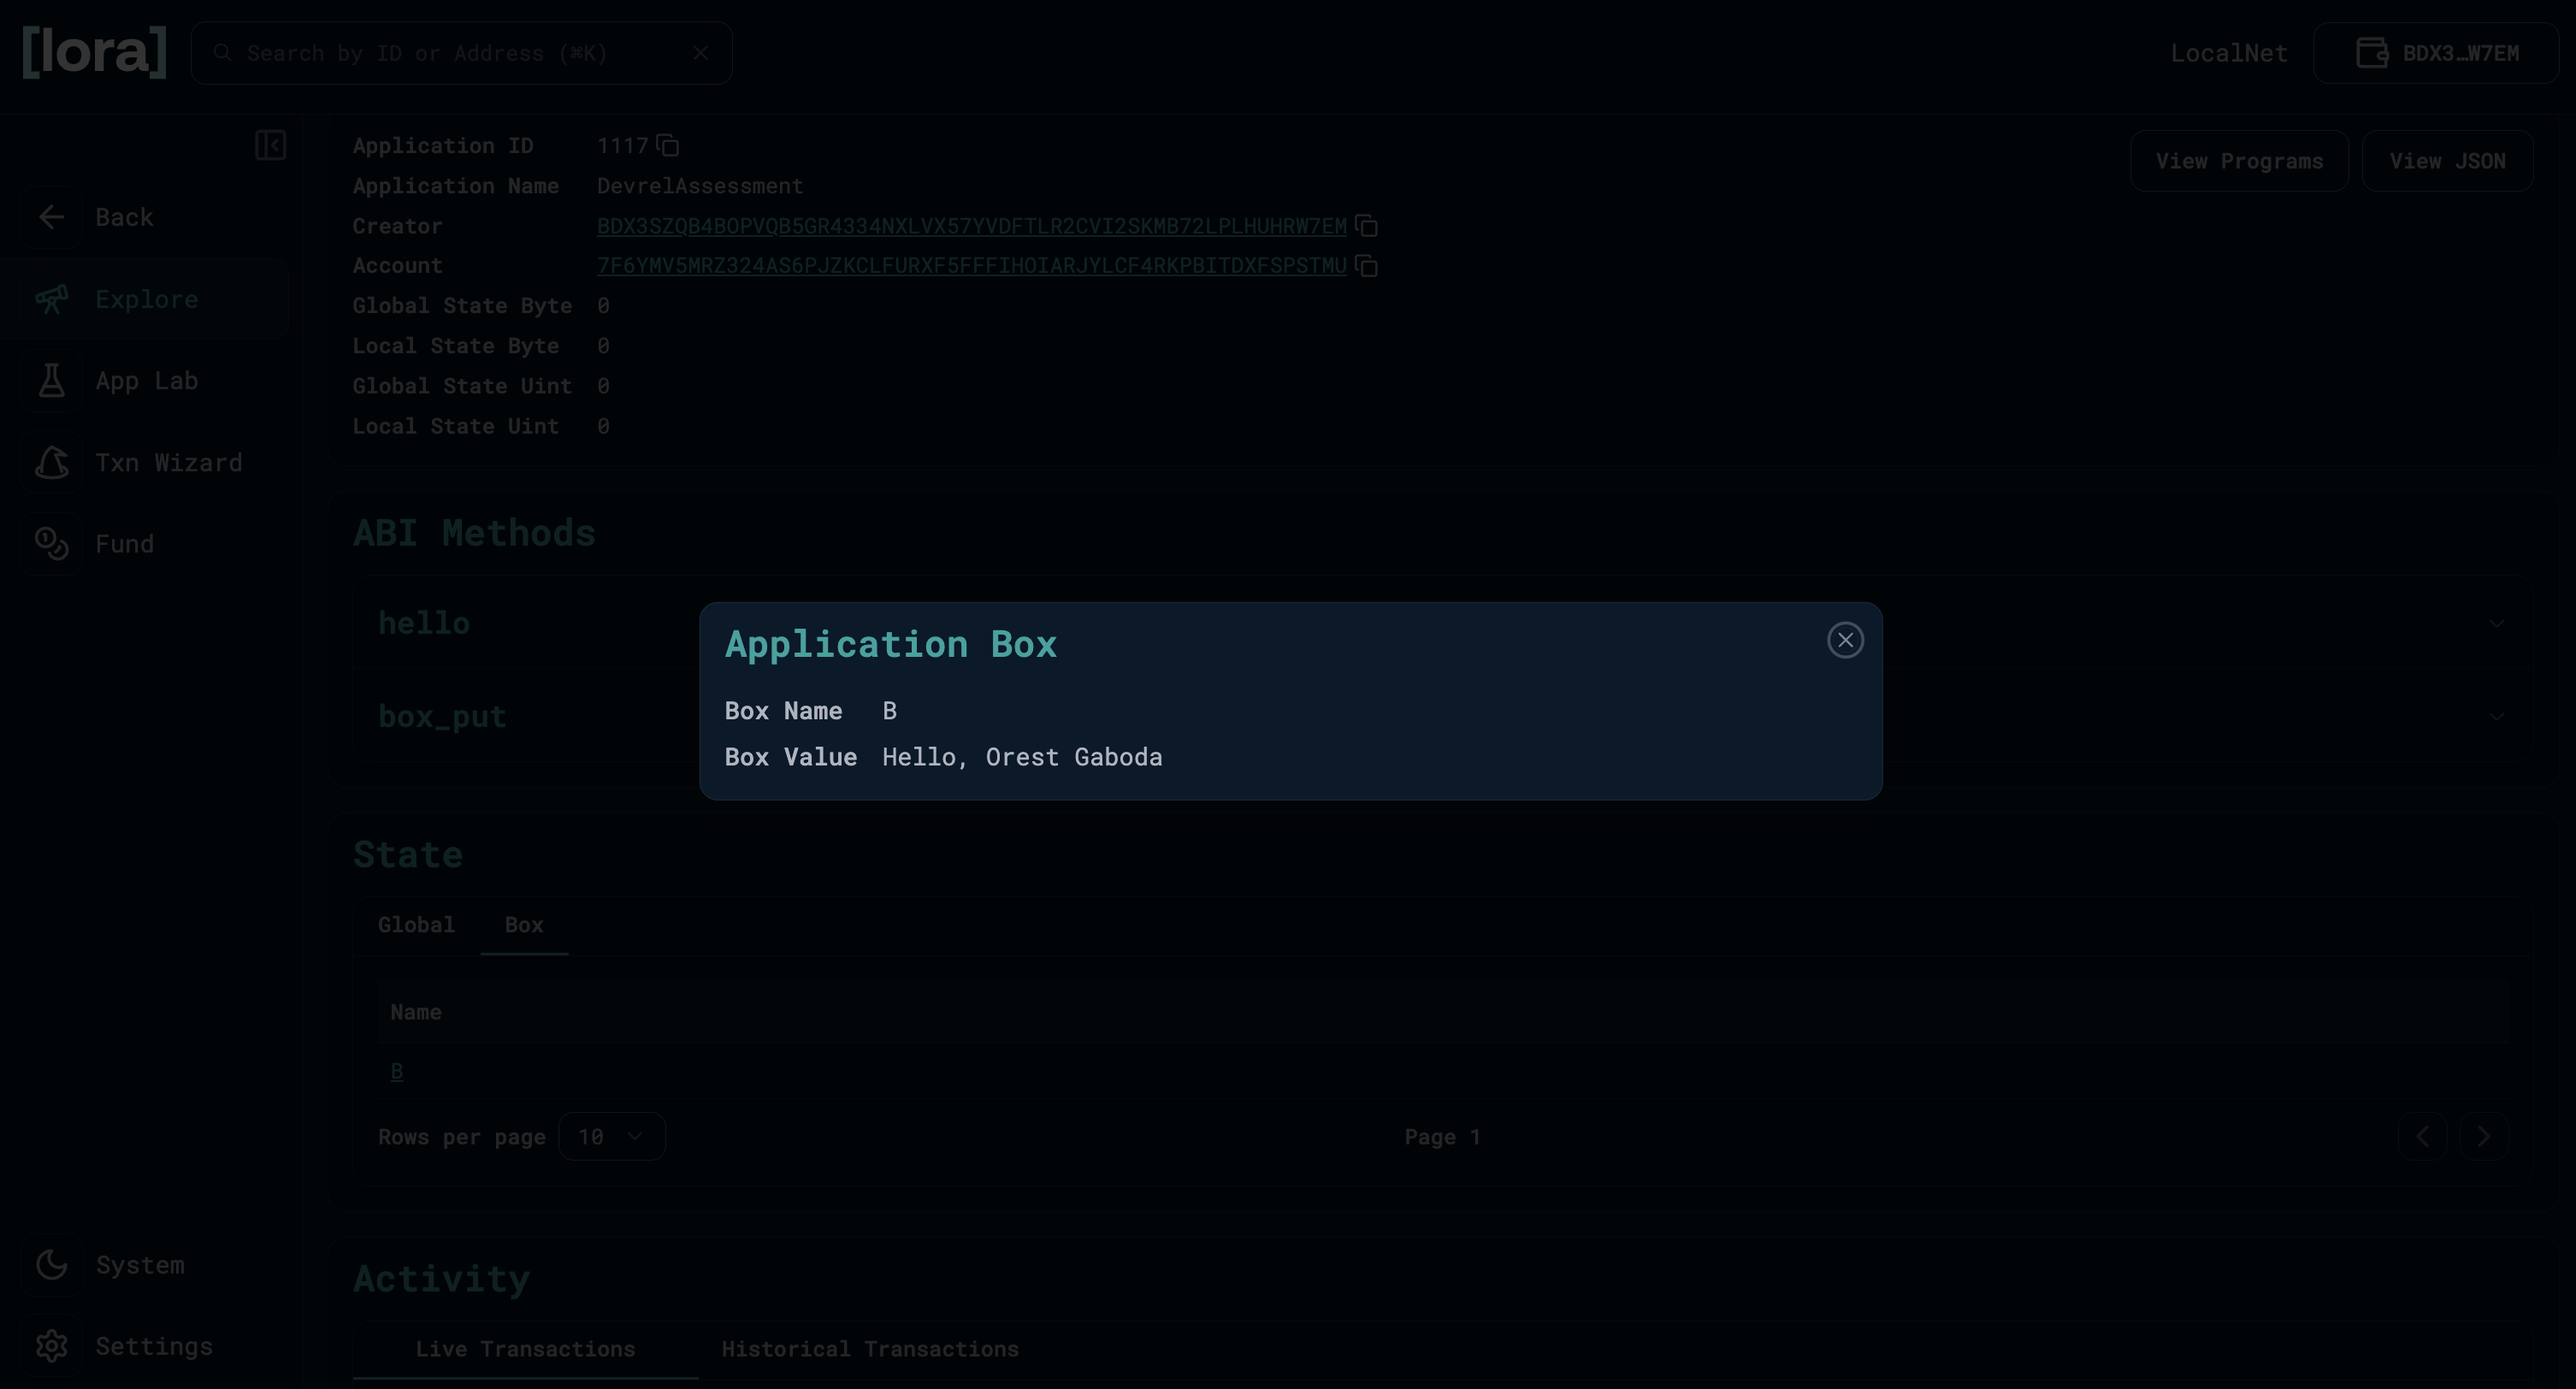 [lora]
Search by ID or Address (⌘K)
LocalNet
BDX3…W7EM
Back
Explore
App Lab
Txn Wizard
Fund
System
Settings
Application ID 1117
View Programs
View JSON
Application Name DevrelAssessment
Creator BDX3SZQB4BOPVQB5GR4334NXLVX57YVDFTLR2CVI2SKMB72LPLHUHRW7EM
Account 7F6YMV5MRZ324AS6PJZKCLFURXF5FFFIHOIARJYLCF4RKPBITDXFSPSTMU
Global State Byte 0
Local State Byte 0
Global State Uint 0
Local State Uint 0
ABI Methods
hello
box_put
Application Box
Box Name B
Box Value Hello, Orest Gaboda
State
Global Box
Name
B
Rows per page 10
Page 1
Activity
Live Transactions Historical Transactions